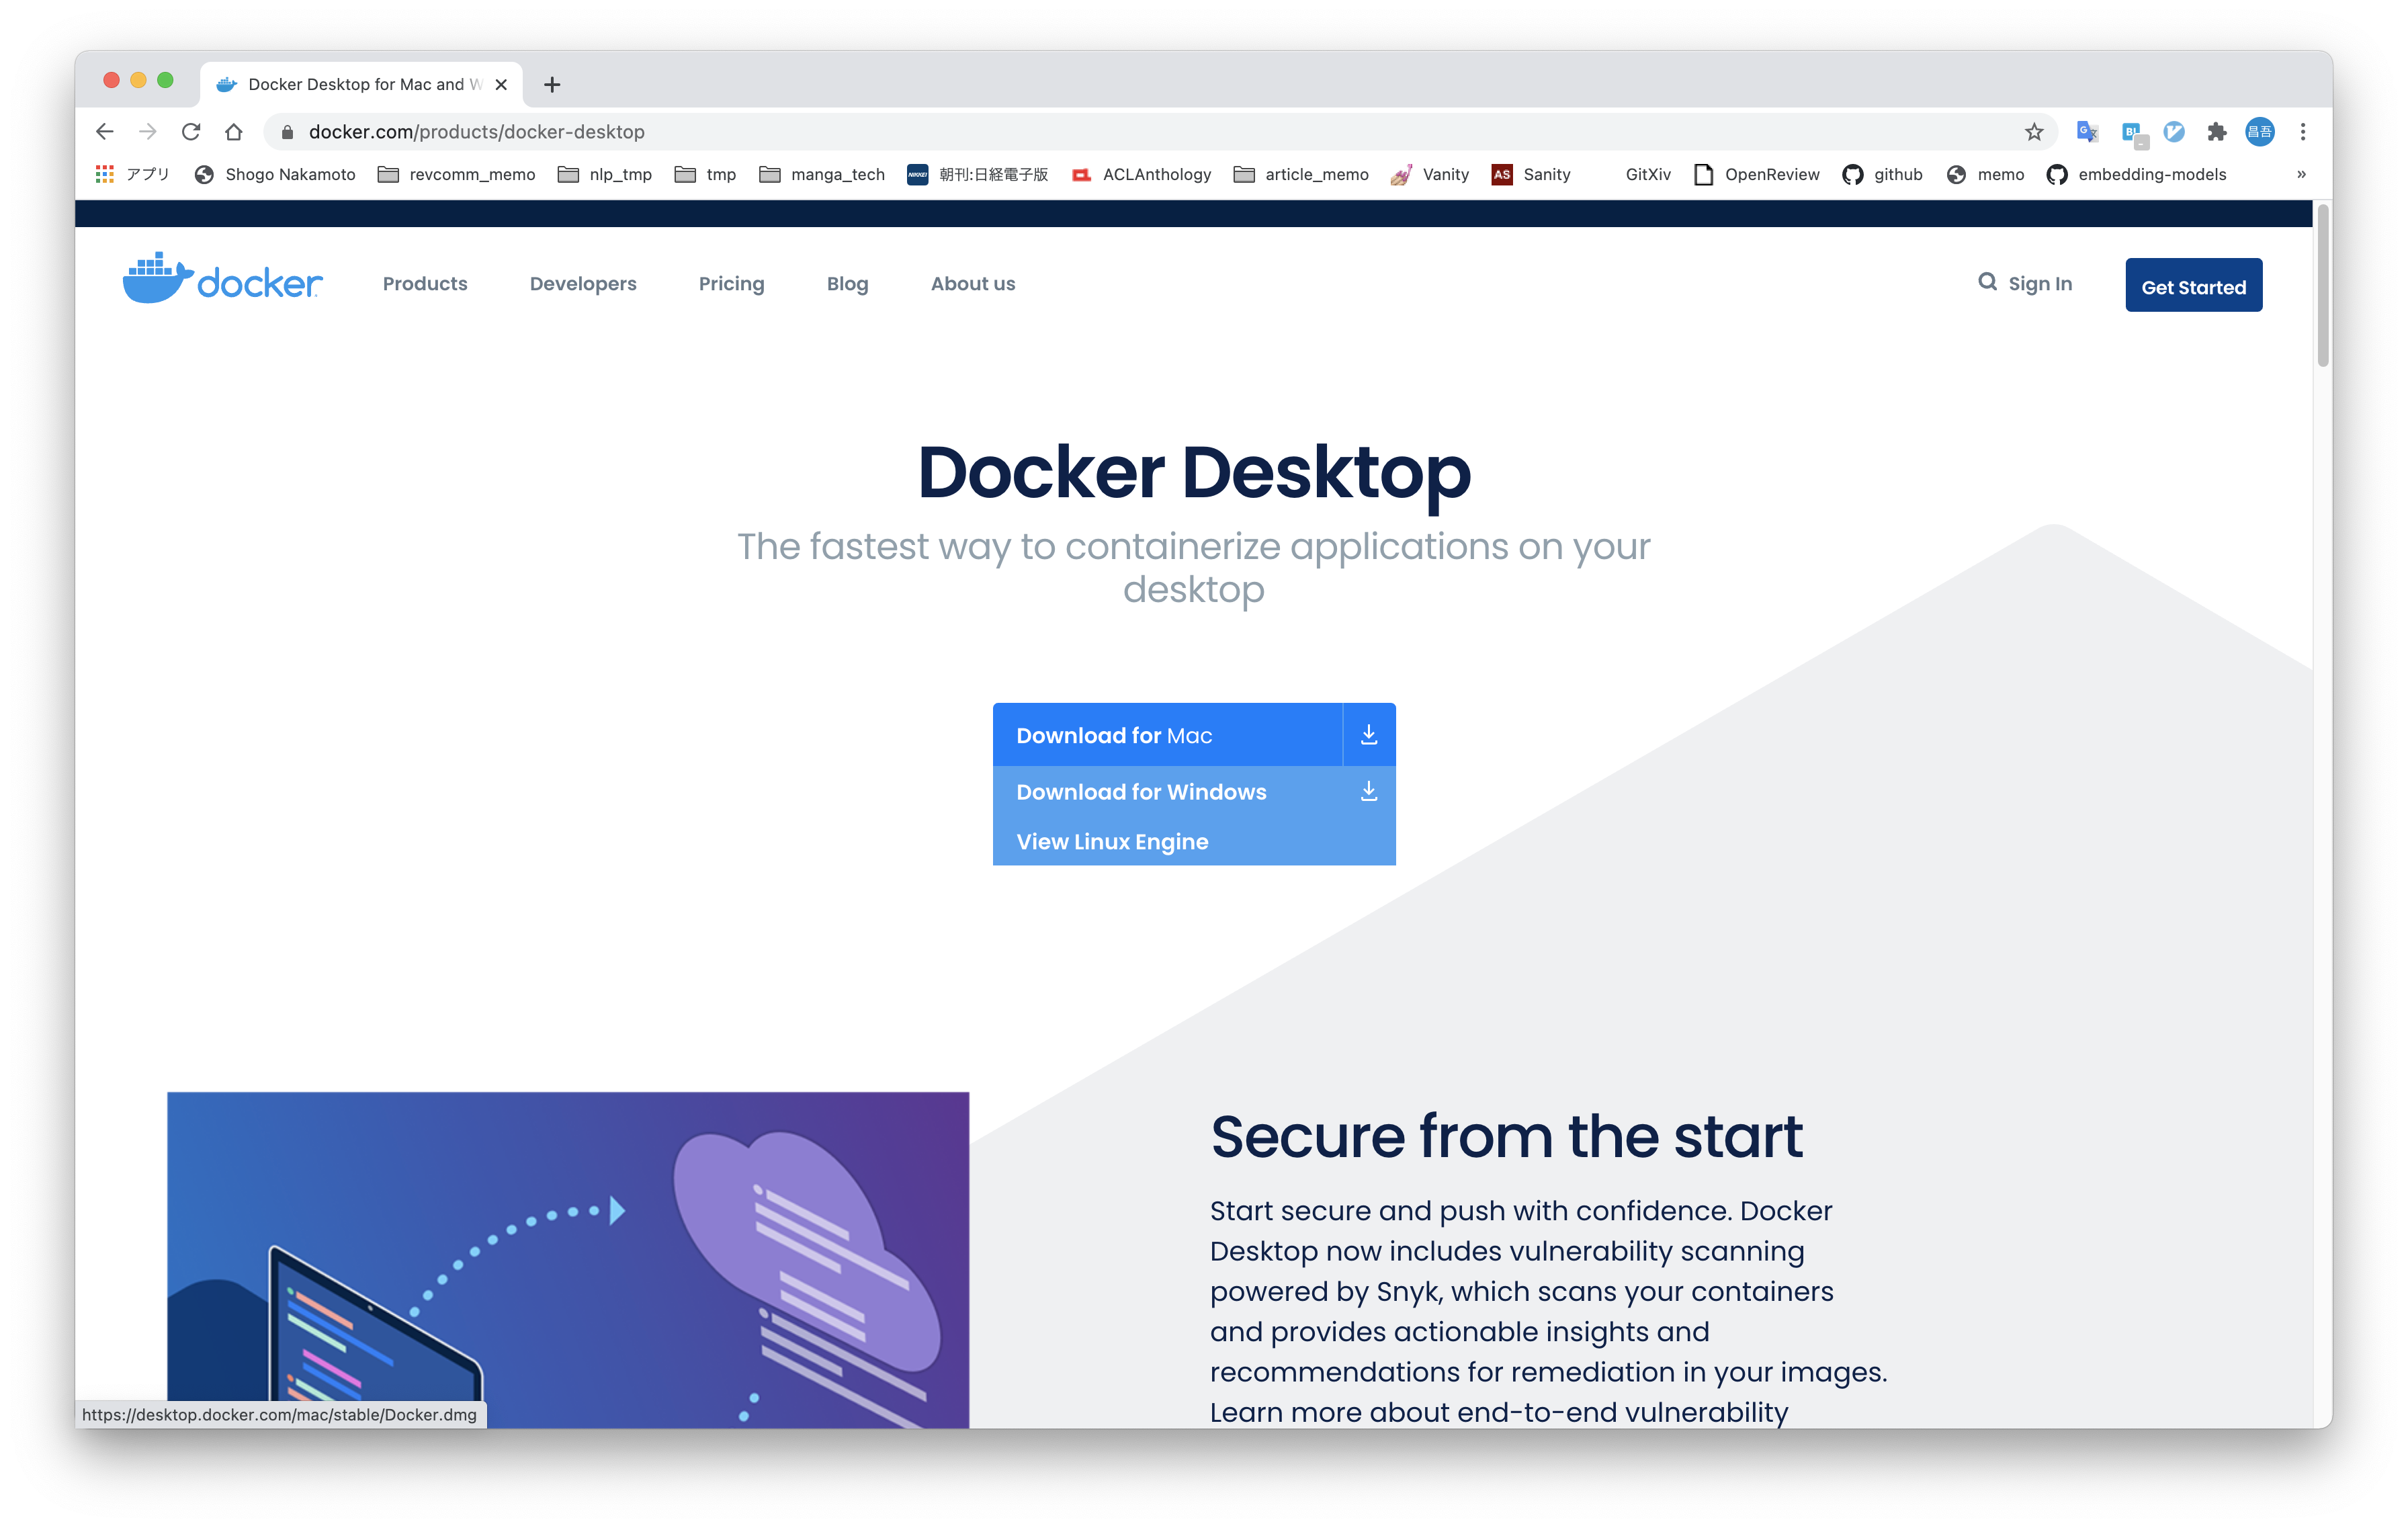 Docker Desktop for Mac and W
docker.com/products/docker-desktop
昌吾
アプリ Shogo Nakamoto revcomm_memo nlp_tmp tmp manga_tech NIKKEI 朝刊:日経電子版 ACLAnthology article_memo Vanity AS Sanity GitXiv OpenReview github memo embedding-models »
docker Products Developers Pricing Blog About us Sign In Get Started
Docker Desktop
The fastest way to containerize applications on your
desktop
Download for Mac
Download for Windows
View Linux Engine
Secure from the start
Start secure and push with confidence. Docker
Desktop now includes vulnerability scanning
powered by Snyk, which scans your containers
and provides actionable insights and
recommendations for remediation in your images.
Learn more about end-to-end vulnerability
https://desktop.docker.com/mac/stable/Docker.dmg